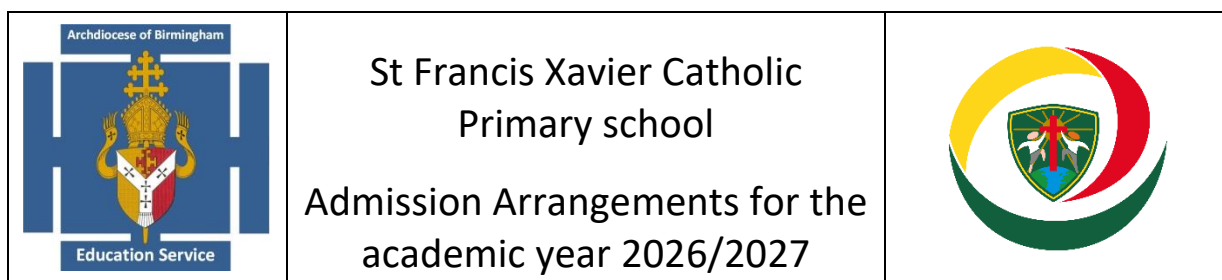 Archdiocese of Birmingham
Education Service
St Francis Xavier Catholic
Primary school
Admission Arrangements for the
academic year 2026/2027